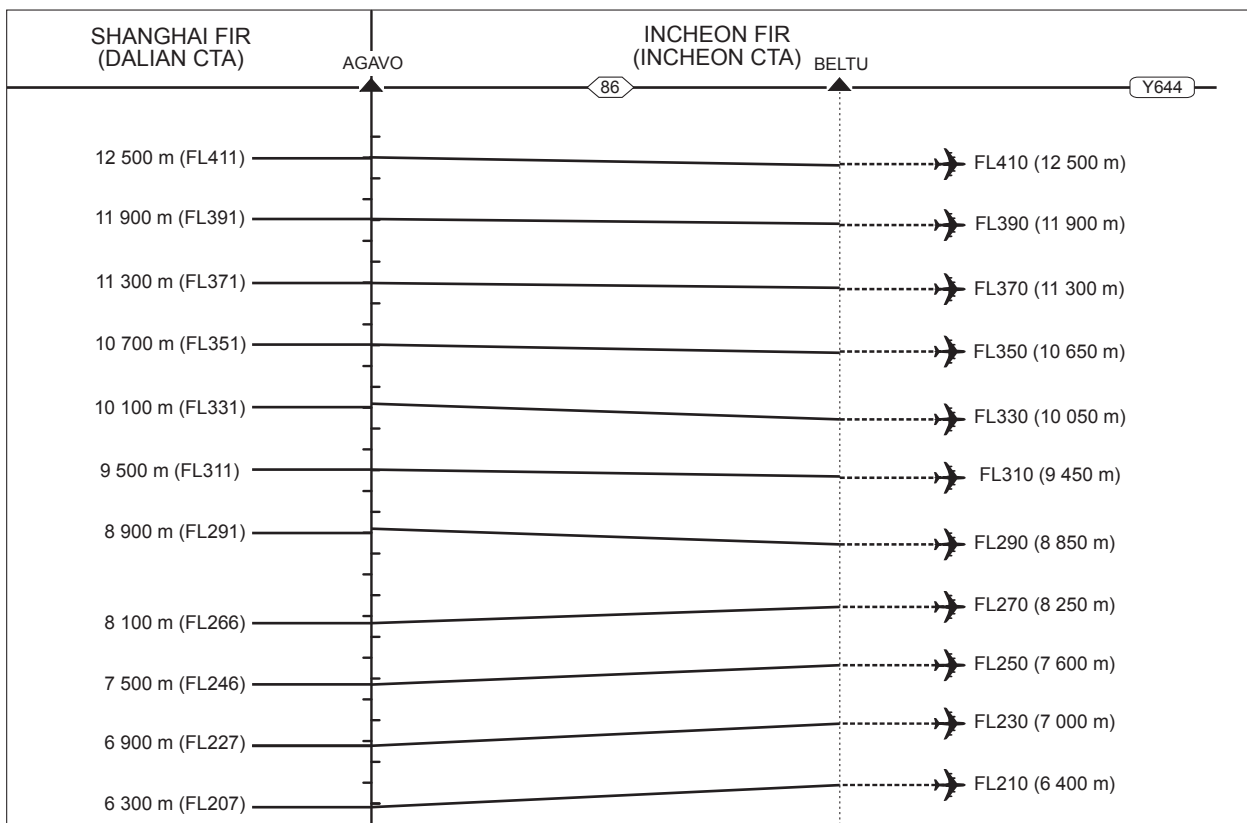 SHANGHAI FIR
(DALIAN CTA)
AGAVO
INCHEON FIR
(INCHEON CTA)
BELTU
86
Y644
12 500 m (FL411)
FL410 (12 500 m)
11 900 m (FL391)
FL390 (11 900 m)
11 300 m (FL371)
FL370 (11 300 m)
10 700 m (FL351)
FL350 (10 650 m)
10 100 m (FL331)
FL330 (10 050 m)
9 500 m (FL311)
FL310 (9 450 m)
8 900 m (FL291)
FL290 (8 850 m)
8 100 m (FL266)
FL270 (8 250 m)
7 500 m (FL246)
FL250 (7 600 m)
6 900 m (FL227)
FL230 (7 000 m)
6 300 m (FL207)
FL210 (6 400 m)